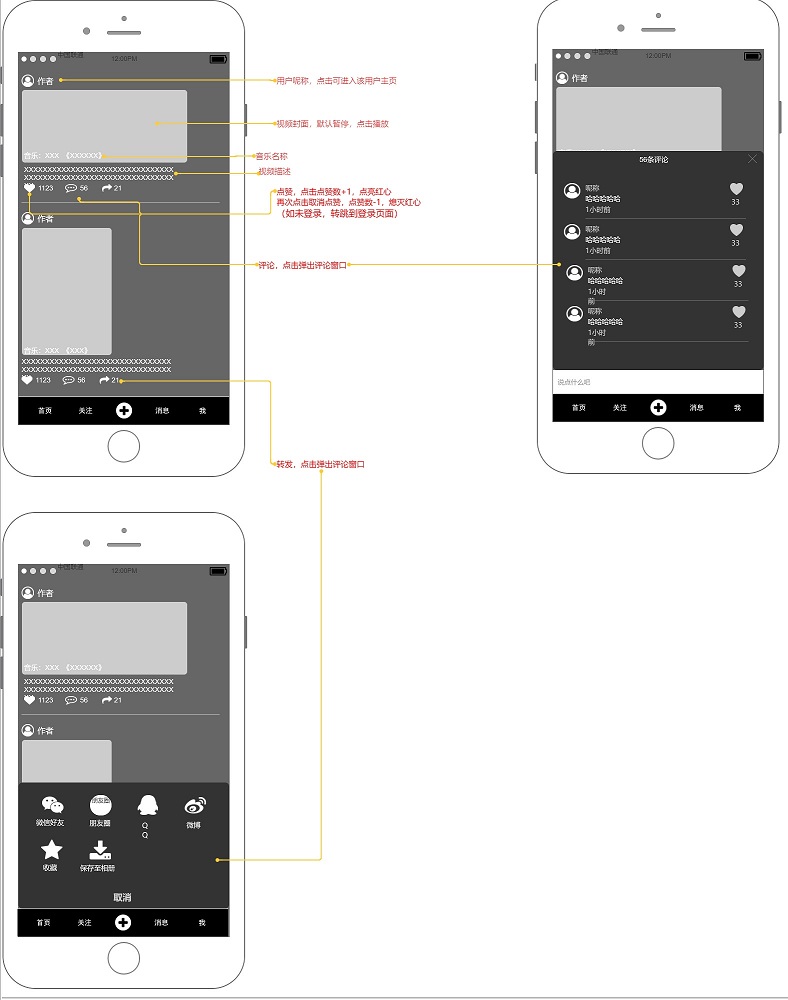 中国联通 12:00PM
作者
音乐：XXX 《XXXXXX》
XXXXXXXXXXXXXXXXXXXXXXXXXXXX
XXXXXXXXXXXXXXXXXXXXXXXXXXXX
1123 56 21
作者
音乐：XXX 《XXX》
XXXXXXXXXXXXXXXXXXXXXXXXXXXX
XXXXXXXXXXXXXXXXXXXXXXXXXXXX
1123 56 21
首页 关注 消息 我
用户昵称，点击可进入该用户主页
视频封面，默认暂停，点击播放
音乐名称
视频描述
点赞，点击点赞数+1，点亮红心
再次点击取消点赞，点赞数-1，熄灭红心
（如未登录，转跳到登录页面）
评论，点击弹出评论窗口
转发，点击弹出评论窗口
中国联通 12:00PM
作者
56条评论
昵称
哈哈哈哈哈
1小时前
33
昵称
哈哈哈哈哈
1小时前
33
昵称
哈哈哈哈哈
1小时
前
33
昵称
哈哈哈哈哈
1小时
前
33
说点什么吧
首页 关注 消息 我
中国联通 12:00PM
作者
音乐：XXX 《XXXXXX》
XXXXXXXXXXXXXXXXXXXXXXXXXXXX
XXXXXXXXXXXXXXXXXXXXXXXXXXXX
1123 56 21
作者
朋友圈
微信好友 朋友圈 Q
Q 微博
收藏 保存至相册
取消
首页 关注 消息 我